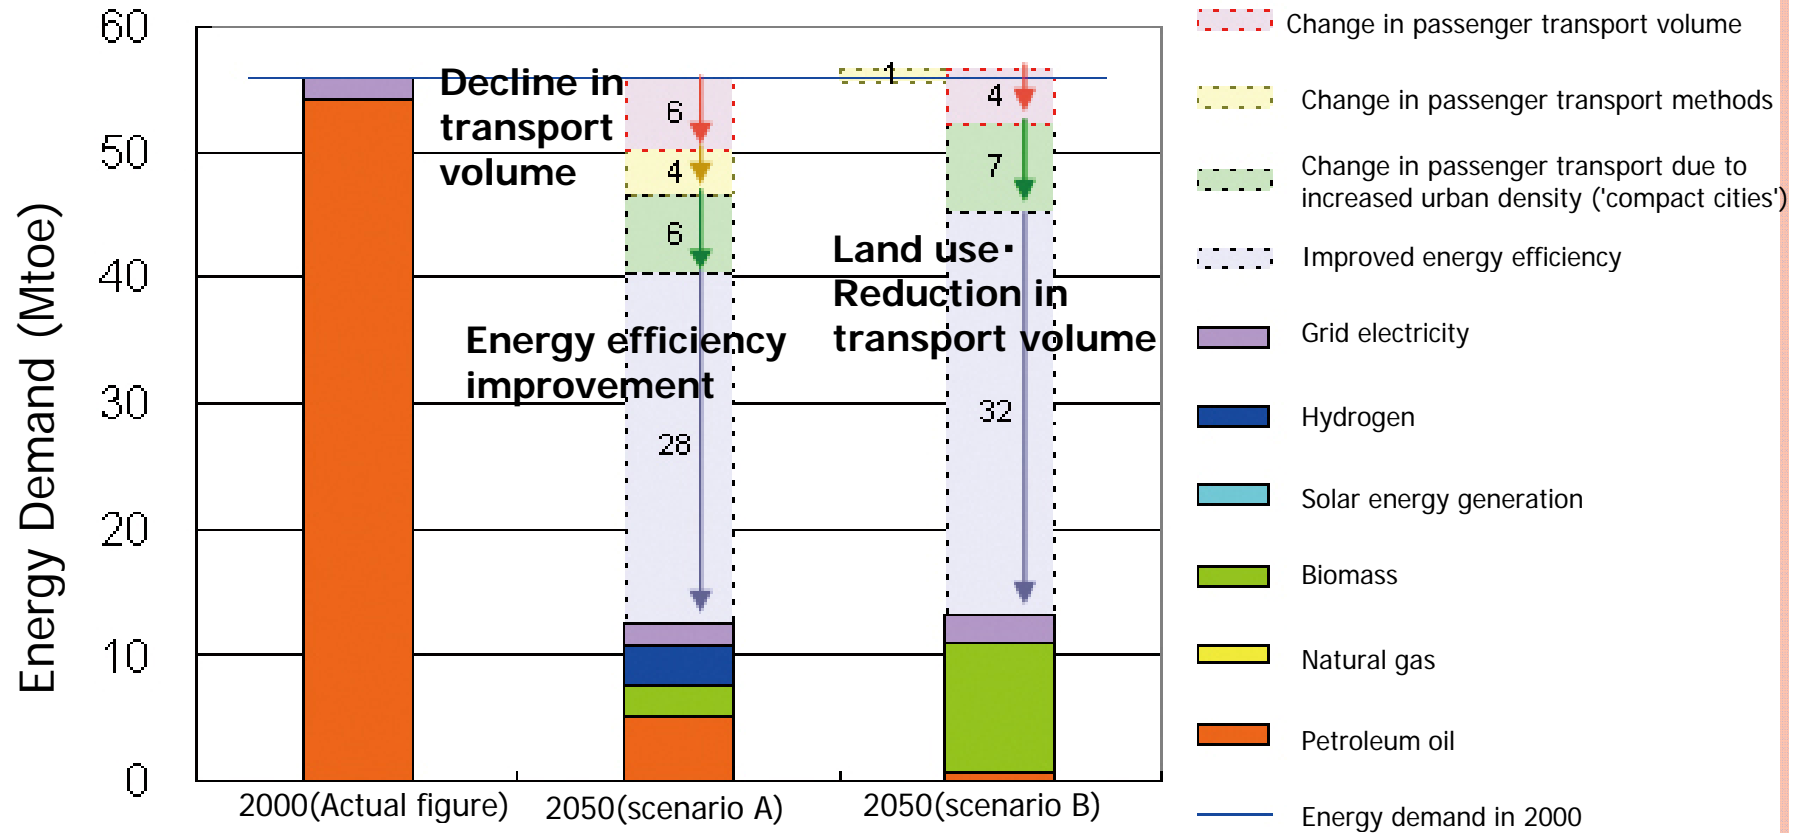 Energy Demand (Mtoe)
60
50
40
30
20
10
0
Decline in
transport
volume
Energy efficiency
improvement
6
4
6
28
1
4
7
32
Land use･
Reduction in
transport volume
2000(Actual figure)
2050(scenario A)
2050(scenario B)
Change in passenger transport volume
Change in passenger transport methods
Change in passenger transport due to
increased urban density ('compact cities')
Improved energy efficiency
Grid electricity
Hydrogen
Solar energy generation
Biomass
Natural gas
Petroleum oil
Energy demand in 2000